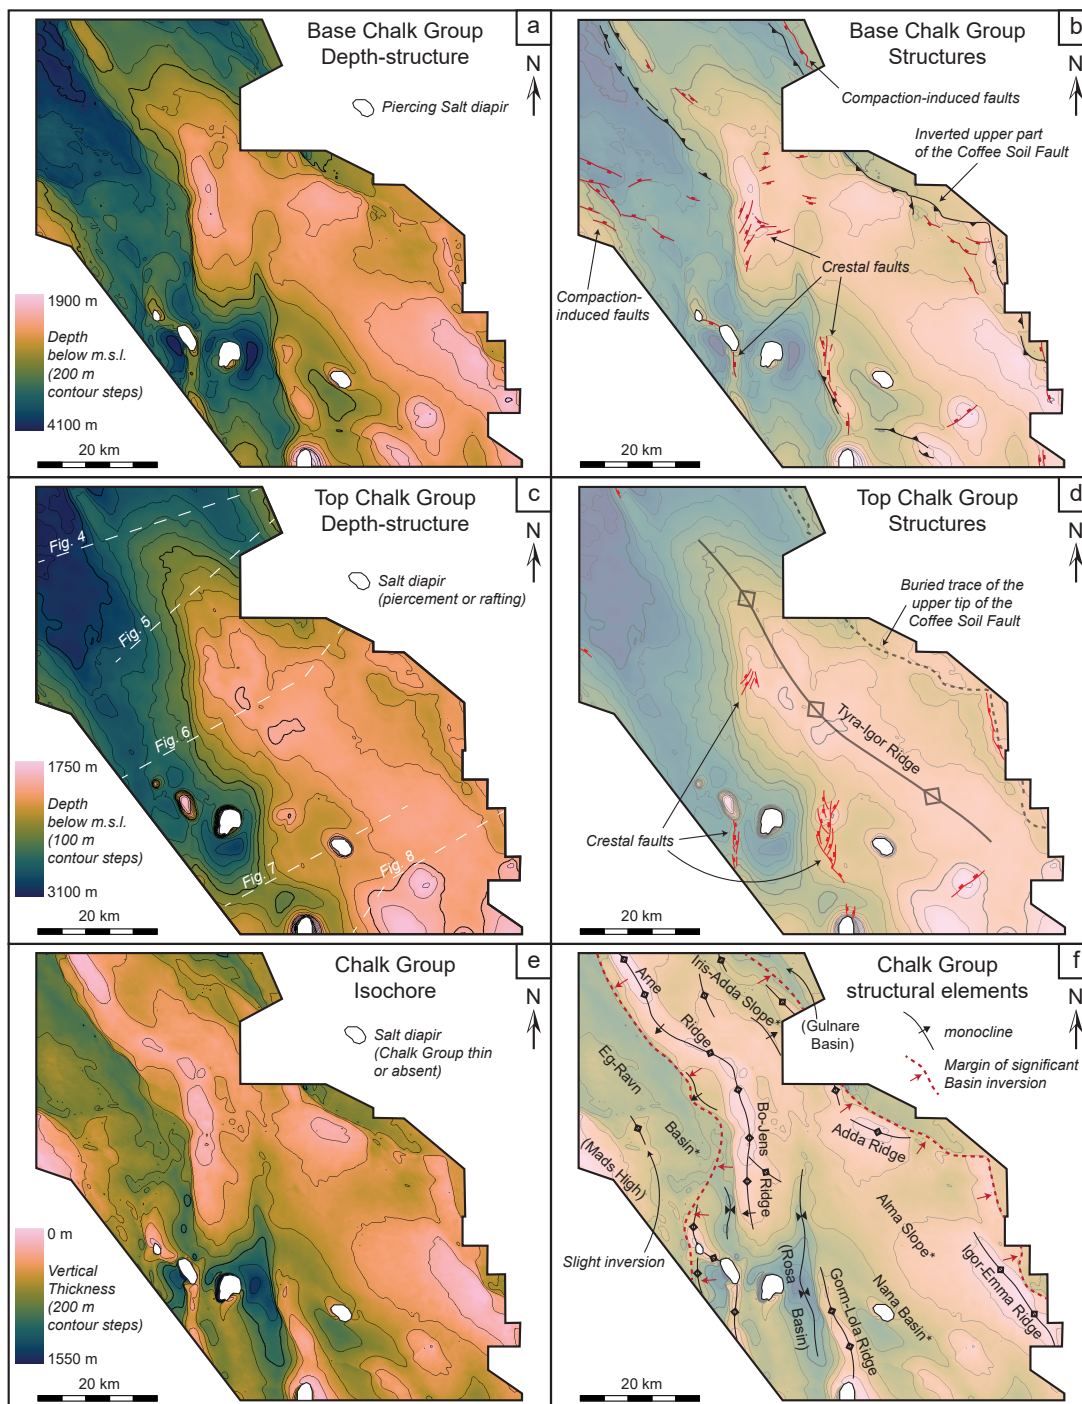 Base Chalk Group
Depth-structure
a
N
Piercing Salt diapir
1900 m
Depth
below m.s.l.
(200 m
contour steps)
4100 m
20 km
Base Chalk Group
Structures
b
N
Compaction-induced faults
Inverted upper part
of the Coffee Soil Fault
Crestal faults
Compaction-
induced faults
20 km
Top Chalk Group
Depth-structure
c
N
Salt diapir
(piercement or rafting)
Fig. 4
Fig. 5
Fig. 6
Fig. 7
Fig. 8
1750 m
Depth
below m.s.l.
(100 m
contour steps)
3100 m
20 km
Top Chalk Group
Structures
d
N
Buried trace of the
upper tip of the
Coffee Soil Fault
Tyra-Igor Ridge
Crestal faults
20 km
Chalk Group
Isochore
e
N
Salt diapir
(Chalk Group thin
or absent)
0 m
Vertical
Thickness
(200 m
contour steps)
1550 m
20 km
Chalk Group
structural elements
f
N
monocline
Margin of significant
Basin inversion
Arne
Ridge
Iris-Adda Slope*
(Gulnare
Basin)
Eg-Ravn
Basin*
(Mads High)
Bo-Jens
Ridge
Adda Ridge
Slight inversion
Alma Slope*
(Rosa
Basin)
Gorm-Lola Ridge
Nana Basin*
Igor-Emma Ridge
20 km